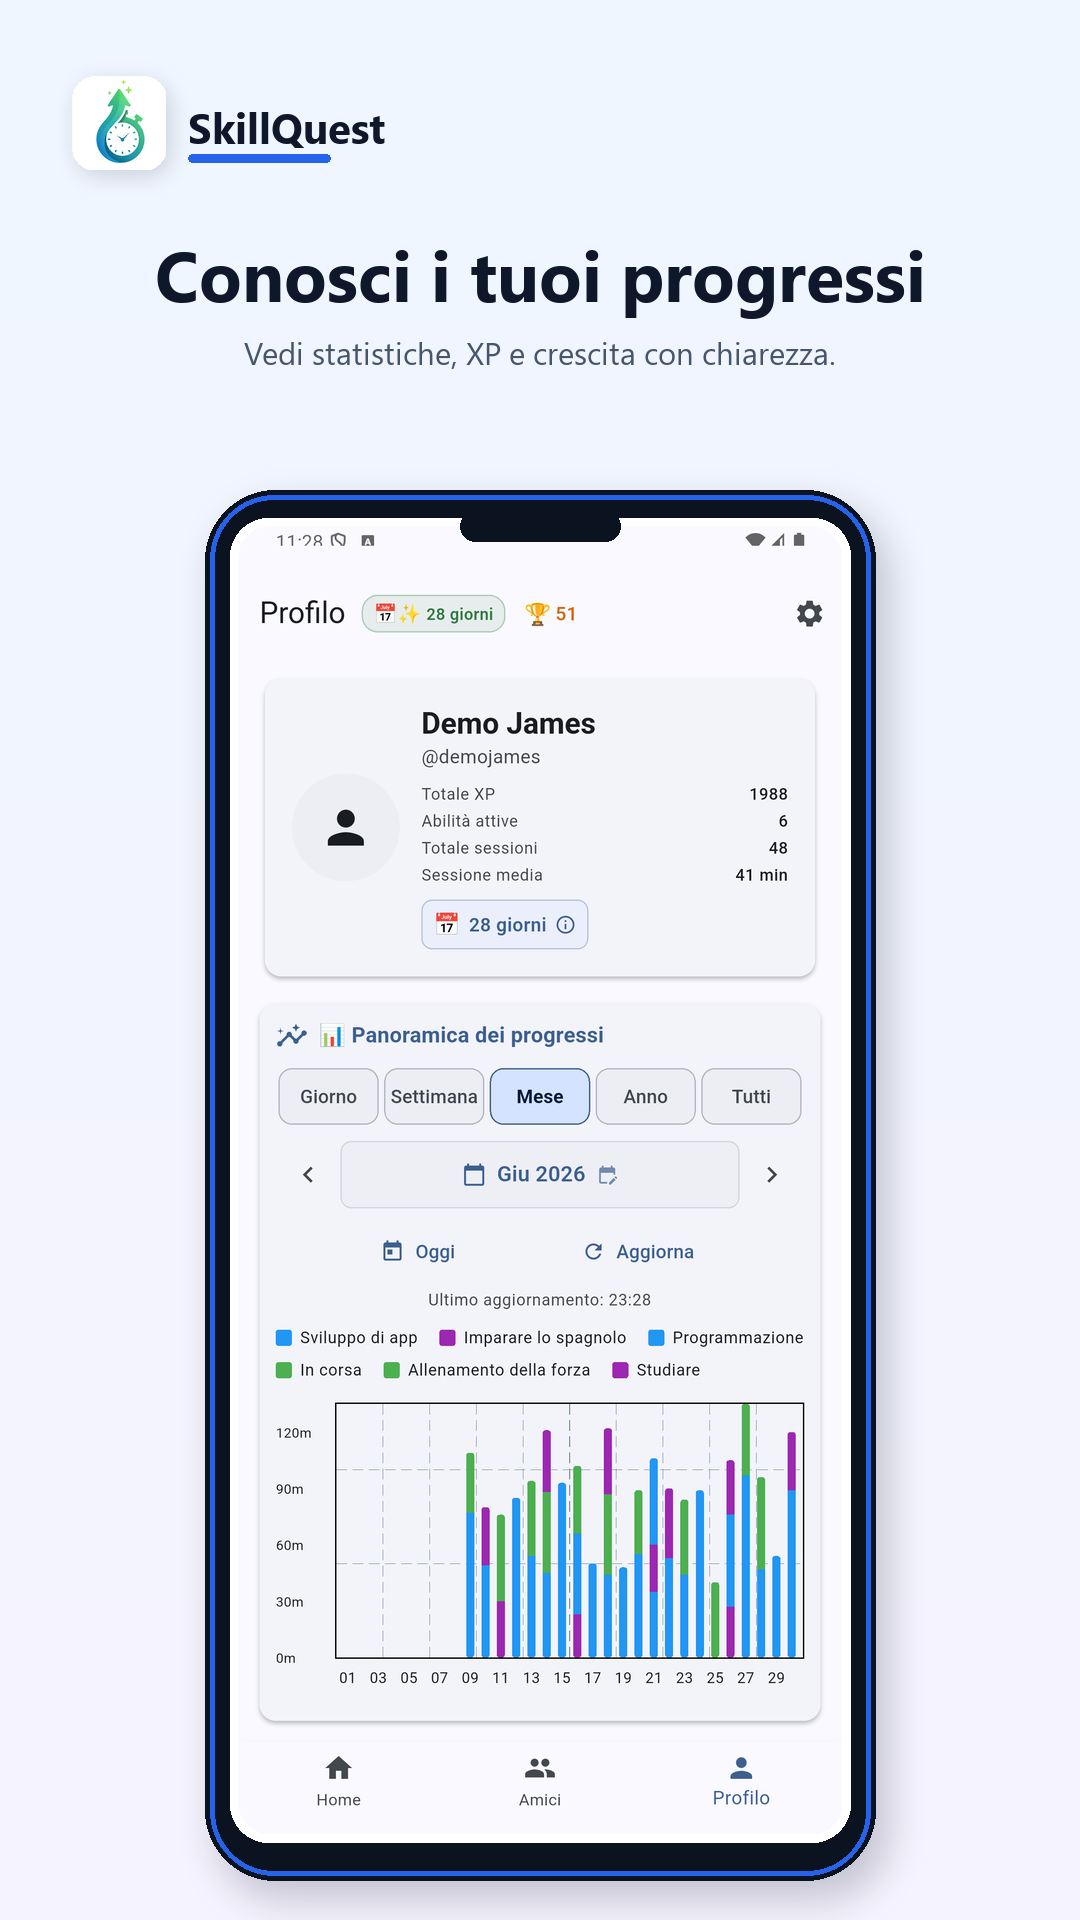 SkillQuest
Conosci i tuoi progressi
Vedi statistiche, XP e crescita con chiarezza.
11:28
Profilo 28 giorni 51
Demo James
@demojames
Totale XP 1988
Abilità attive 6
Totale sessioni 48
Sessione media 41 min
28 giorni
Panoramica dei progressi
Giorno Settimana Mese Anno Tutti
Giu 2026
Oggi Aggiorna
Ultimo aggiornamento: 23:28
Sviluppo di app Imparare lo spagnolo Programmazione
In corsa Allenamento della forza Studiare
120m
90m
60m
30m
0m
01 03 05 07 09 11 13 15 17 19 21 23 25 27 29
Home Amici Profilo